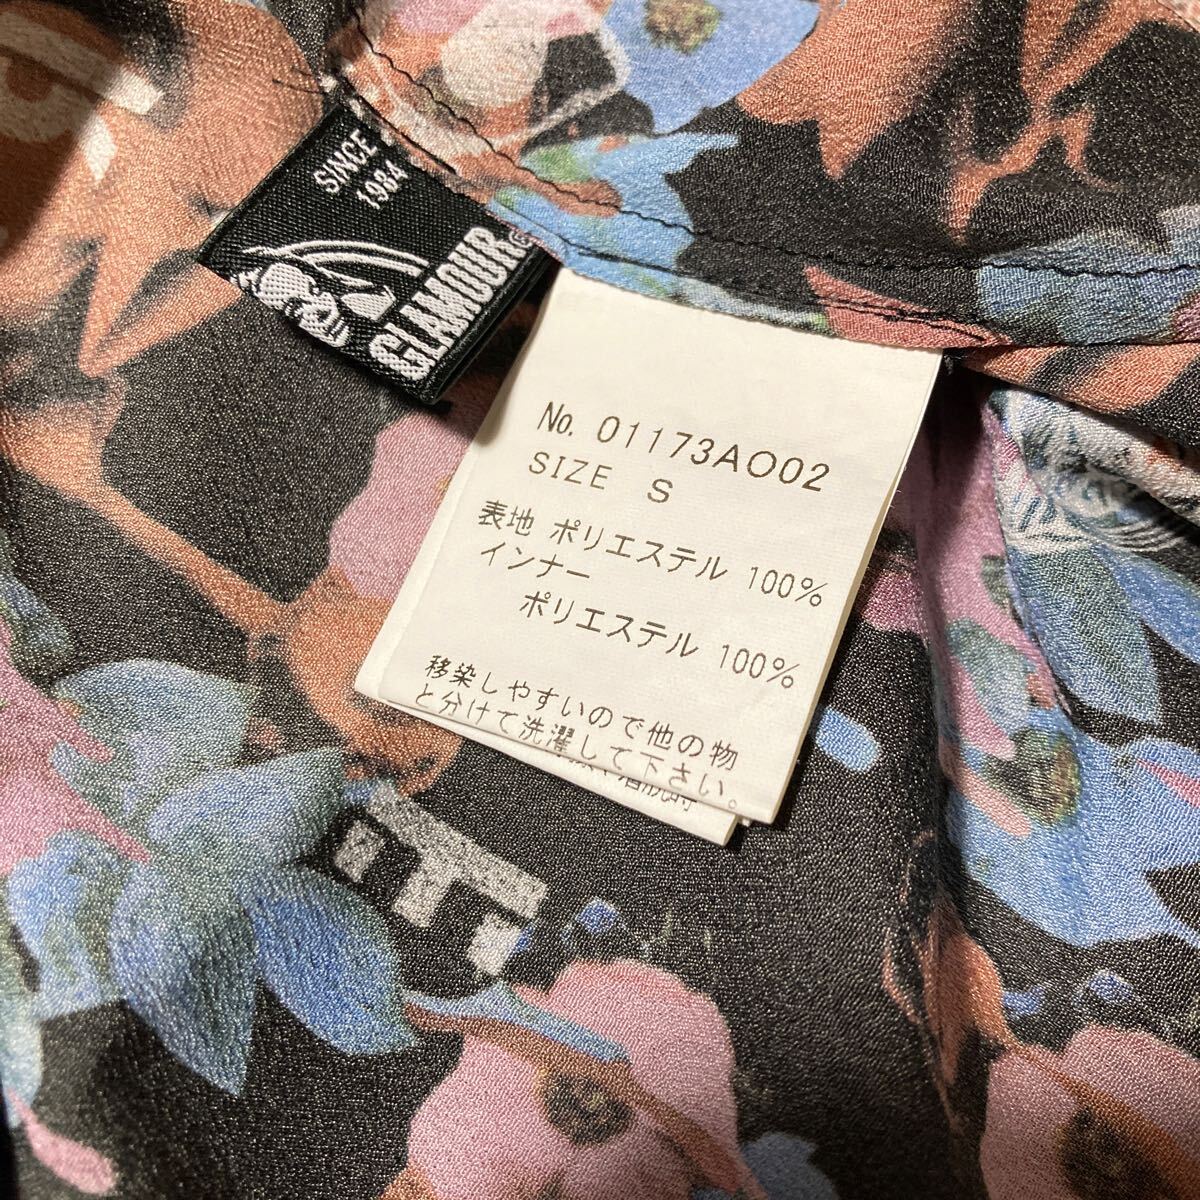 SINCE
1984
GLAMOUR
No. 01173AO02
SIZE S
表地 ポリエステル 100%
インナー
ポリエステル 100%
移染しやすいので他の物
と分けて洗濯して下さい。